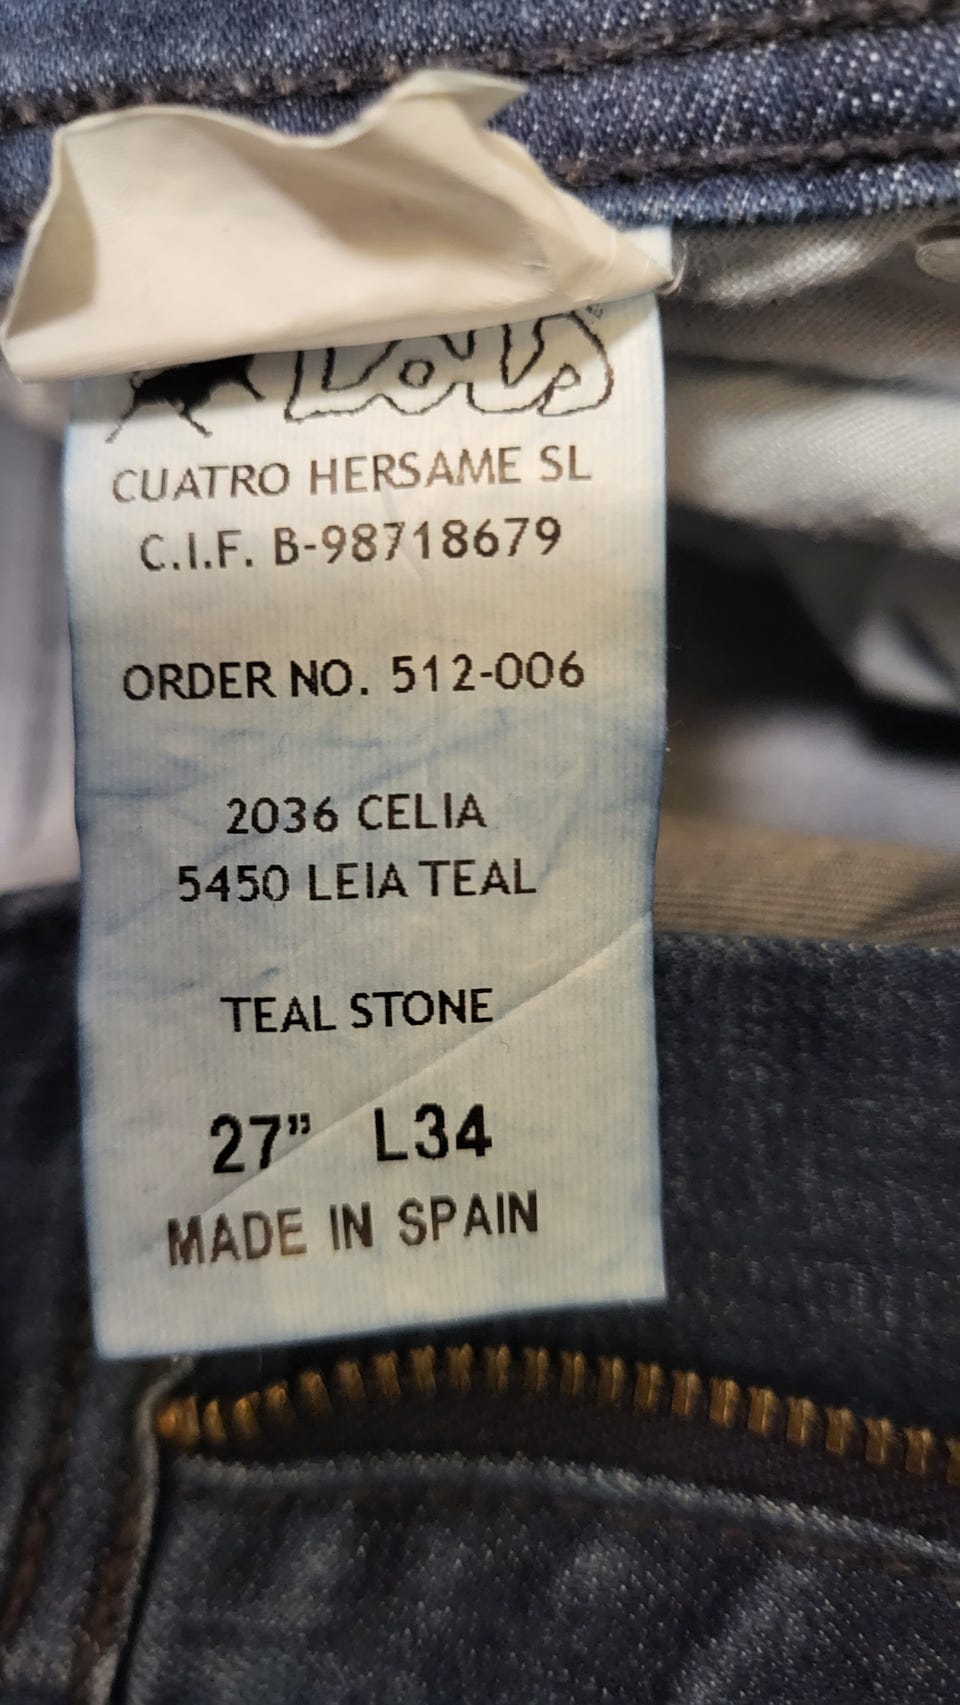 Lois
CUATRO HERSAME SL
C.I.F. B-98718679
ORDER NO. 512-006
2036 CELIA
5450 LEIA TEAL
TEAL STONE
27” L34
MADE IN SPAIN